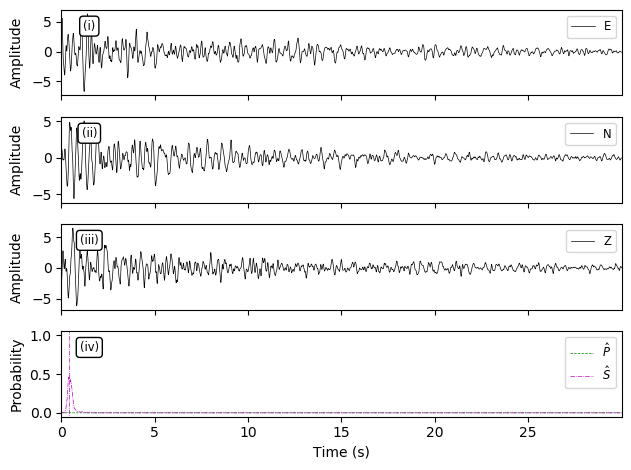 Amplitude
5
0
−5
(i)
E
Amplitude
5
0
−5
(ii)
N
Amplitude
5
0
−5
(iii)
Z
Probability
1.0
0.5
0.0
(iv)
P̂
Ŝ
0 5 10 15 20 25
Time (s)